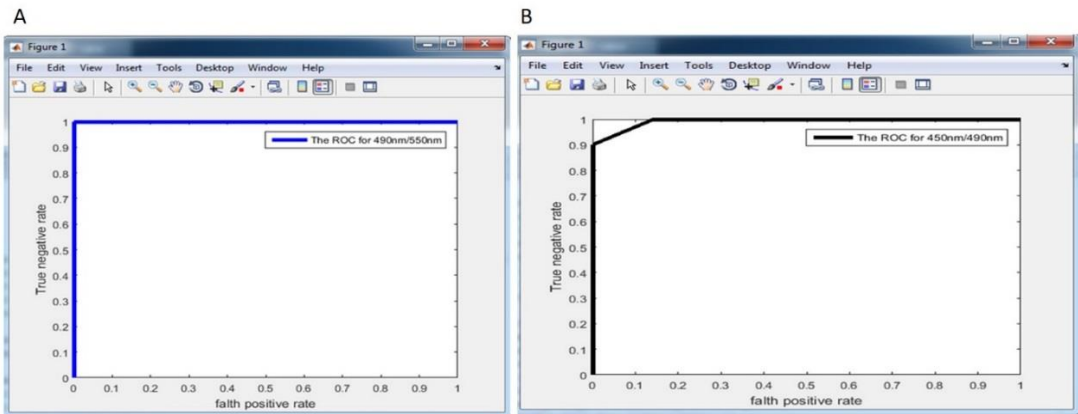 A
Figure 1
File Edit View Insert Tools Desktop Window Help
The ROC for 490nm/550nm
1
0.9
0.8
0.7
0.6
0.5
0.4
0.3
0.2
0.1
0
True negative rate
0 0.1 0.2 0.3 0.4 0.5 0.6 0.7 0.8 0.9 1
falth positive rate
B
Figure 1
File Edit View Insert Tools Desktop Window Help
The ROC for 450nm/490nm
1
0.9
0.8
0.7
0.6
0.5
0.4
0.3
0.2
0.1
0
True negative rate
0 0.1 0.2 0.3 0.4 0.5 0.6 0.7 0.8 0.9 1
falth positive rate